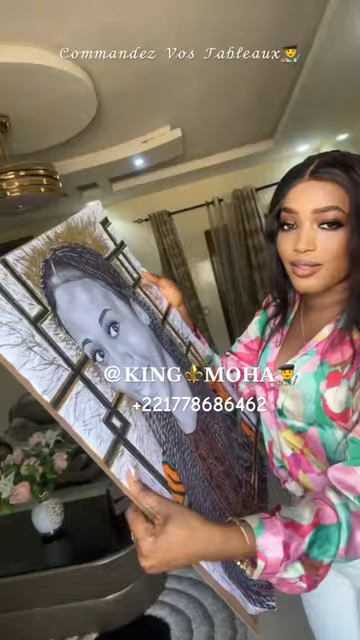 Commandez Vos Tableaux👨‍🎓
@KING⚜️MOHA👨‍🎓
+221778686462